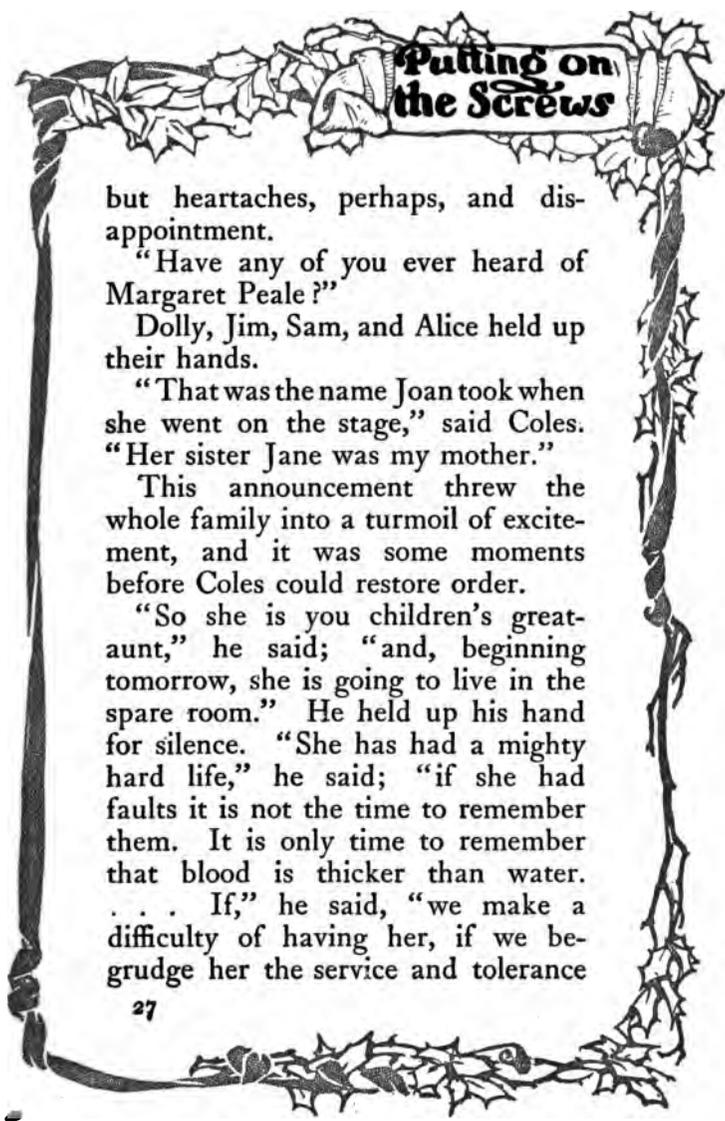 Putting on
the Screws
but heartaches, perhaps, and dis-
appointment.
“Have any of you ever heard of
Margaret Peale?”
Dolly, Jim, Sam, and Alice held up
their hands.
“That was the name Joan took when
she went on the stage,” said Coles.
“Her sister Jane was my mother.”
This announcement threw the
whole family into a turmoil of excite-
ment, and it was some moments
before Coles could restore order.
“So she is you children’s great-
aunt,” he said; “and, beginning
tomorrow, she is going to live in the
spare room.” He held up his hand
for silence. “She has had a mighty
hard life,” he said; “if she had
faults it is not the time to remember
them. It is only time to remember
that blood is thicker than water.
. . . If,” he said, “we make a
difficulty of having her, if we be-
grudge her the service and tolerance
27